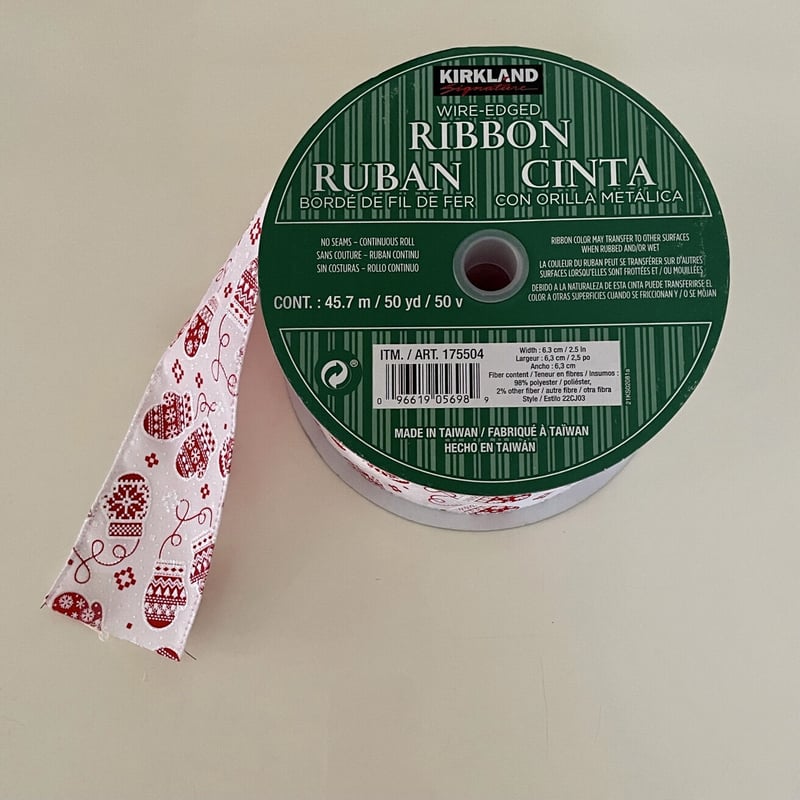 KIRKLAND
Signature
WIRE-EDGED
RIBBON
RUBAN
BORDÉ DE FIL DE FER
CINTA
CON ORILLA METÁLICA
NO SEAMS – CONTINUOUS ROLL
SANS COUTURE – RUBAN CONTINU
SIN COSTURAS – ROLLO CONTINUO
RIBBON COLOR MAY TRANSFER TO OTHER SURFACES
WHEN RUBBED AND/OR WET
LA COULEUR DU RUBAN PEUT SE TRANSFÉRER SUR D'AUTRES
SURFACES LORSQU'ELLES SONT FROTTÉES ET / OU MOUILLÉES
DEBIDO A LA NATURALEZA DE ESTA CINTA PUEDE TRANSFERIRSE EL
COLOR A OTRAS SUPERFICIES CUANDO SE FRICCIONAN Y / O SE MOJAN
CONT. : 45.7 m / 50 yd / 50 v
ITM. / ART. 175504
0 96619 05698 9
Width : 6.3 cm / 2.5 in
Largeur : 6,3 cm / 2,5 po
Ancho : 6,3 cm
Fiber content / Teneur en fibres / Insumos :
98% polyester / poliéster,
2% other fiber / autre fibre / otra fibra
Style / Estilo 22CJ03
21KS02081a
MADE IN TAIWAN / FABRIQUÉ À TAÏWAN
HECHO EN TAIWÁN